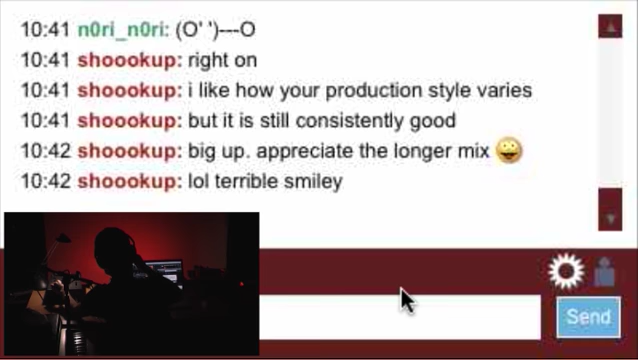 10:41 n0ri_n0ri: (O' ')---O
10:41 shoookup: right on
10:41 shoookup: i like how your production style varies
10:41 shoookup: but it is still consistently good
10:42 shoookup: big up. appreciate the longer mix
10:42 shoookup: lol terrible smiley
Send